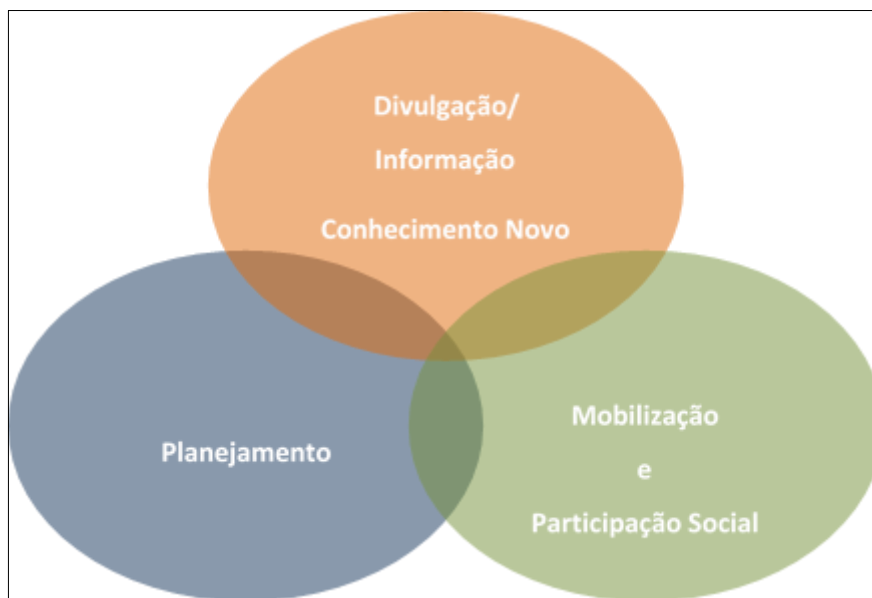 Divulgação/
Informação
Conhecimento Novo
Planejamento
Mobilização
e
Participação Social